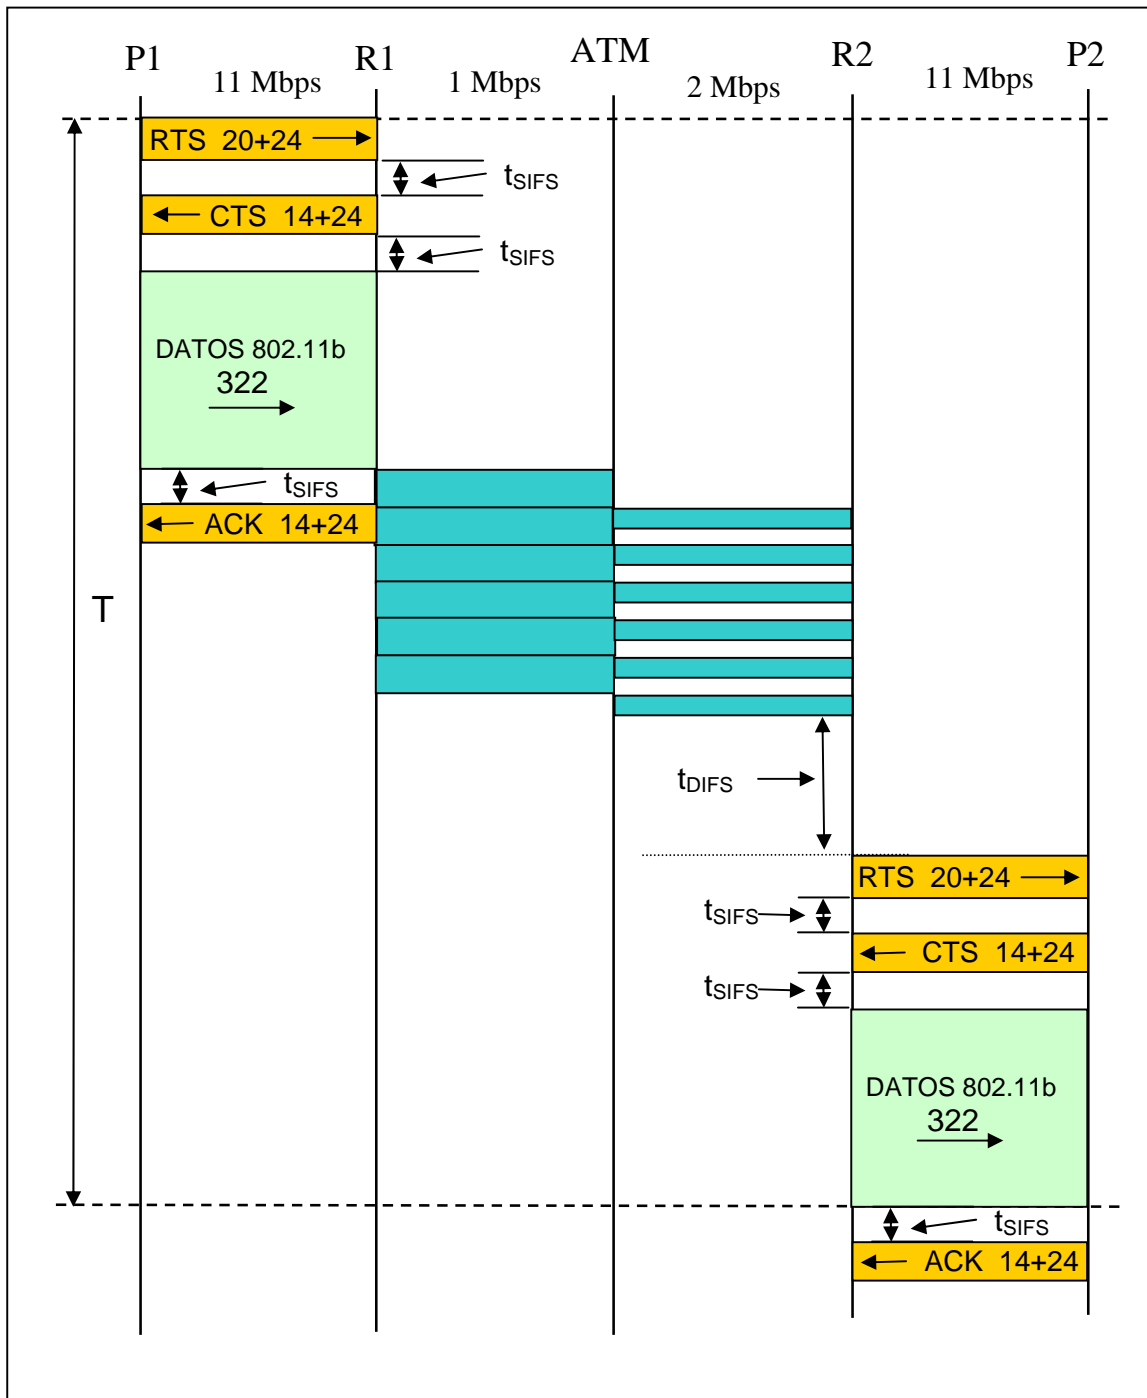 P1 R1 ATM R2 P2
11 Mbps 1 Mbps 2 Mbps 11 Mbps
RTS 20+24
tSIFS
CTS 14+24
tSIFS
DATOS 802.11b
322
tSIFS
ACK 14+24
T
tDIFS
RTS 20+24
tSIFS
CTS 14+24
tSIFS
DATOS 802.11b
322
tSIFS
ACK 14+24